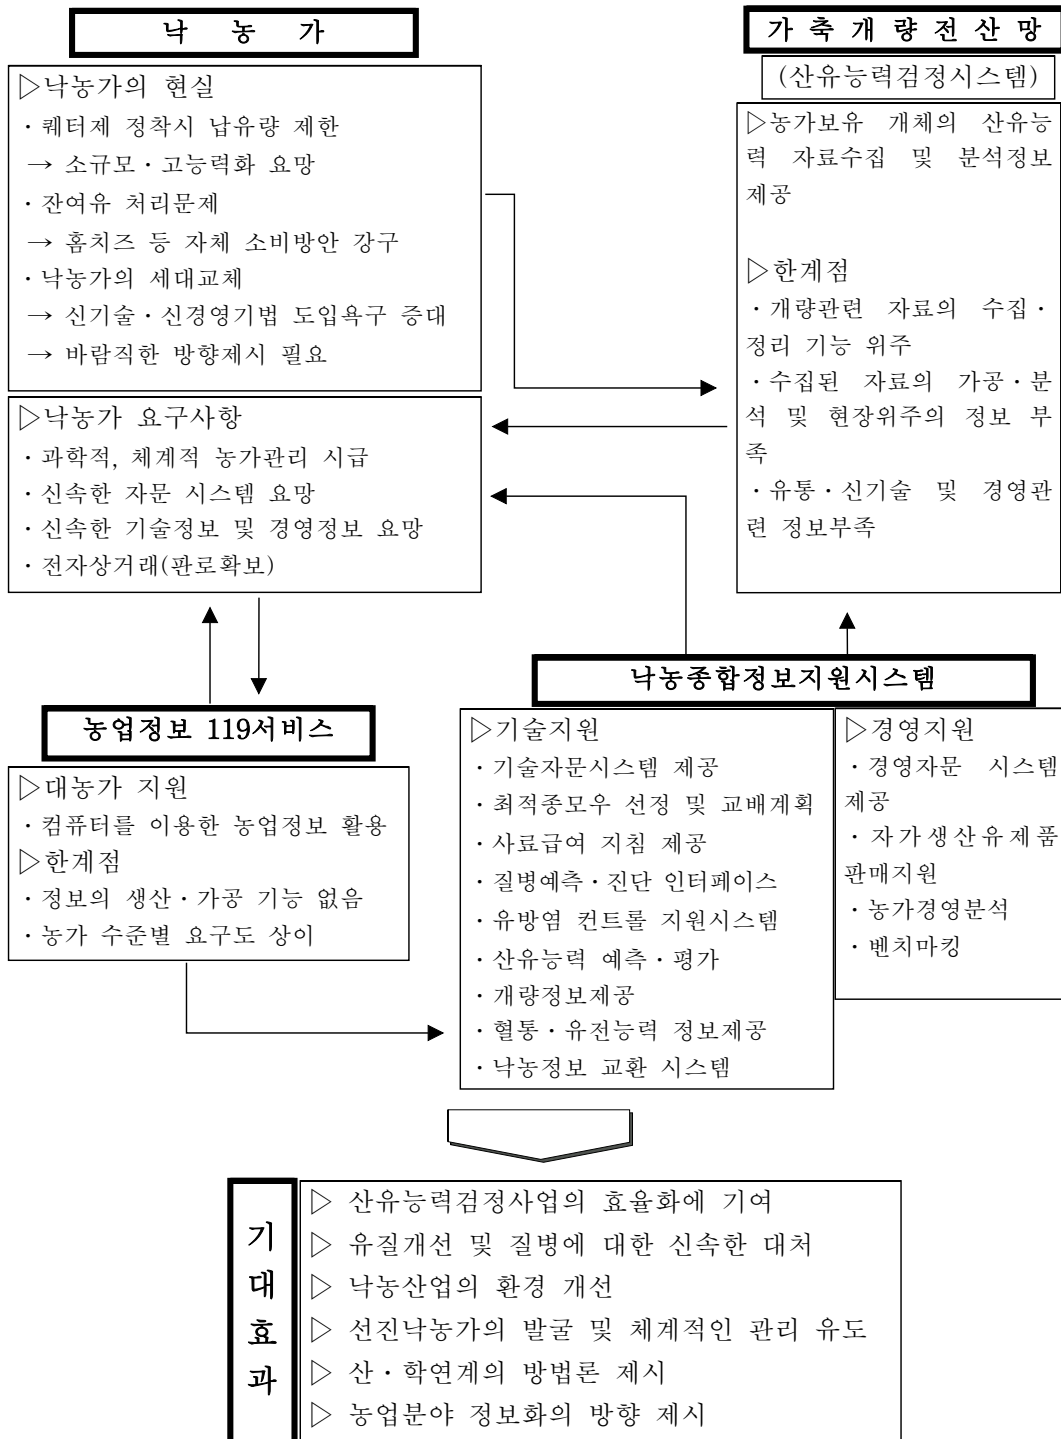 낙 농 가
▷낙농가의 현실
·퀘터제 정착시 납유량 제한
→ 소규모·고능력화 요망
·잔여유 처리문제
→ 홈치즈 등 자체 소비방안 강구
·낙농가의 세대교체
→ 신기술·신경영기법 도입욕구 증대
→ 바람직한 방향제시 필요
▷낙농가 요구사항
·과학적, 체계적 농가관리 시급
·신속한 자문 시스템 요망
·신속한 기술정보 및 경영정보 요망
·전자상거래(판로확보)
가 축 개 량 전 산 망
(산유능력검정시스템)
▷농가보유 개체의 산유능
력 자료수집 및 분석정보
제공
▷한계점
·개량관련 자료의 수집·
정리 기능 위주
·수집된 자료의 가공·분
석 및 현장위주의 정보 부
족
·유통·신기술 및 경영관
련 정보부족
농업정보 119서비스
▷대농가 지원
·컴퓨터를 이용한 농업정보 활용
▷한계점
·정보의 생산·가공 기능 없음
·농가 수준별 요구도 상이
낙농종합정보지원시스템
▷기술지원
·기술자문시스템 제공
·최적종모우 선정 및 교배계획
·사료급여 지침 제공
·질병예측·진단 인터페이스
·유방염 컨트롤 지원시스템
·산유능력 예측·평가
·개량정보제공
·혈통·유전능력 정보제공
·낙농정보 교환 시스템
▷경영지원
·경영자문 시스템
제공
·자가생산유제품
판매지원
·농가경영분석
·벤치마킹
기
대
효
과
▷ 산유능력검정사업의 효율화에 기여
▷ 유질개선 및 질병에 대한 신속한 대처
▷ 낙농산업의 환경 개선
▷ 선진낙농가의 발굴 및 체계적인 관리 유도
▷ 산·학연계의 방법론 제시
▷ 농업분야 정보화의 방향 제시